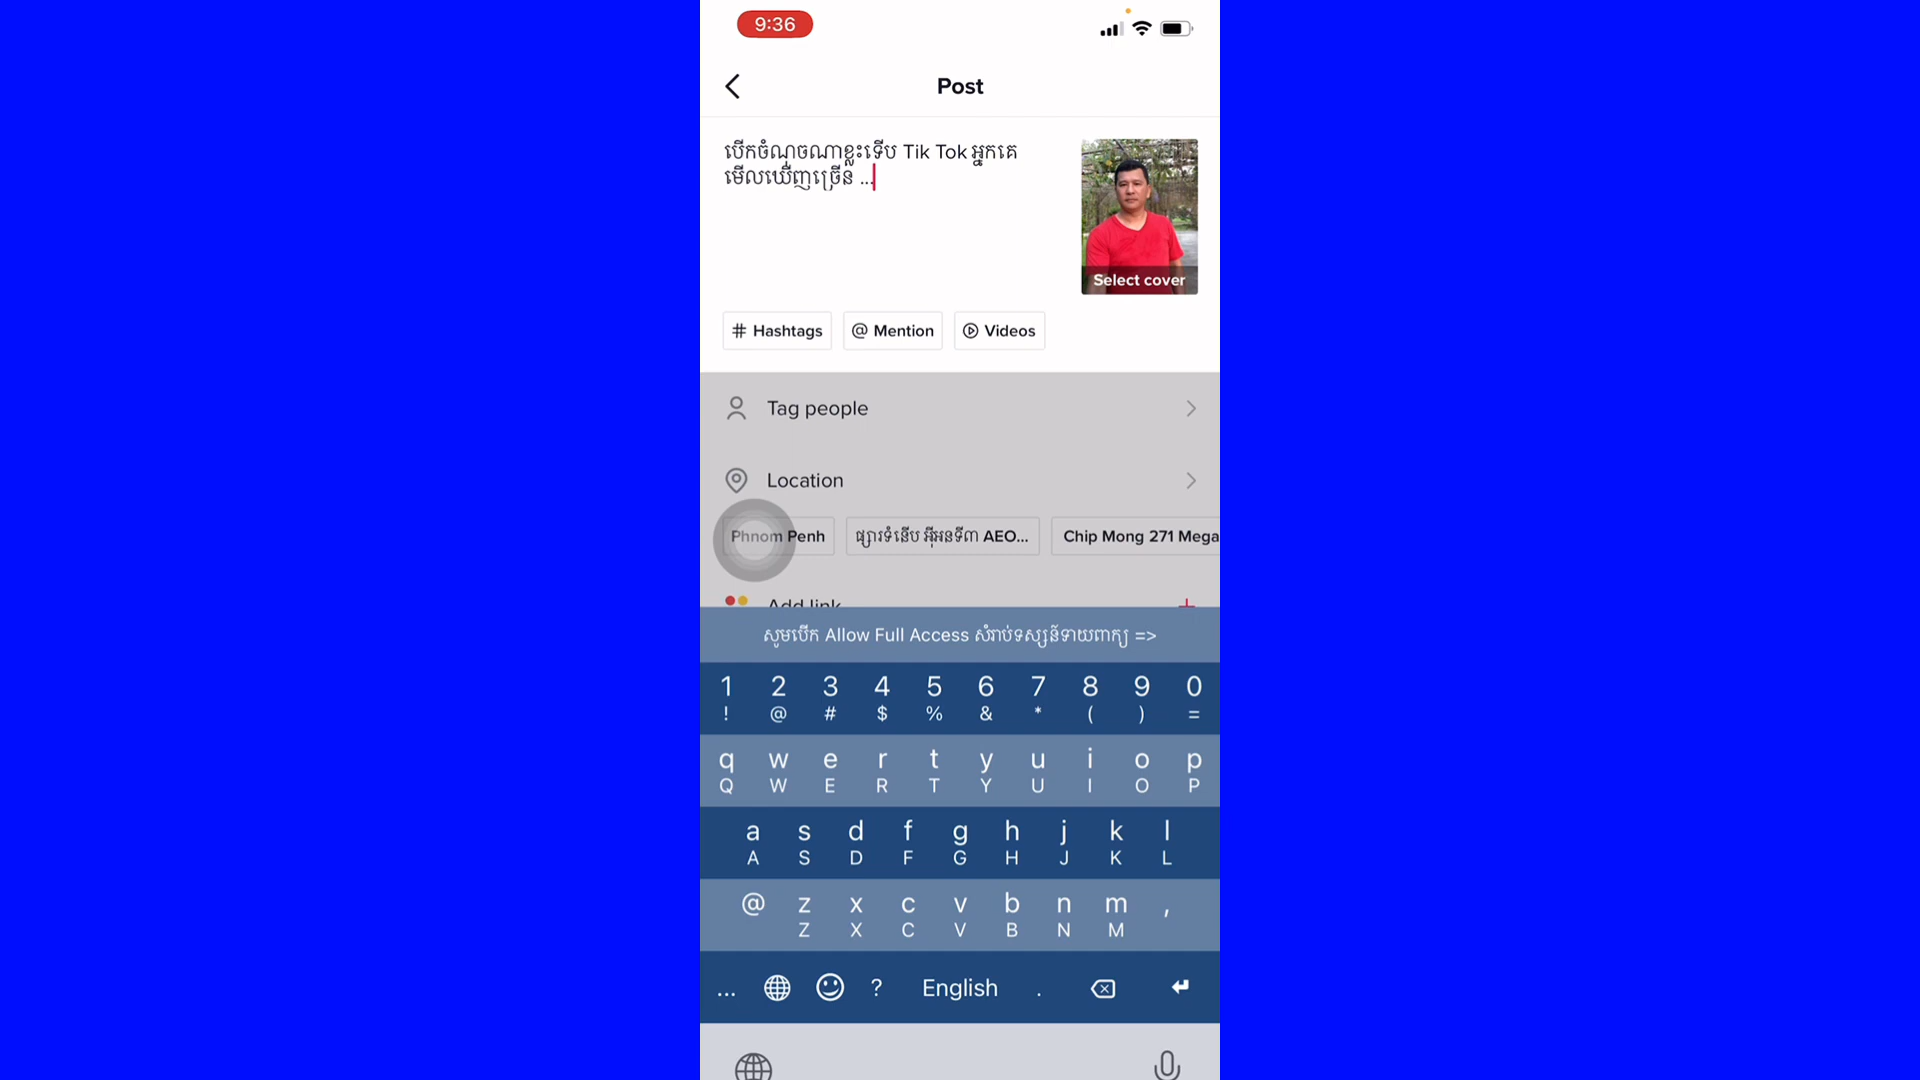 9:36
Post
បើកចំណុចណាខ្លះទើប Tik Tok អ្នកគេ
មើលឃើញច្រើន ...
Select cover
# Hashtags @ Mention Videos
Tag people
Location
Phnom Penh ផ្សារទំនើប អ៊ីអនទី៣ AEO... Chip Mong 271 Mega
Add link
សូមបើក Allow Full Access សំរាប់ទស្សន៍ទាយពាក្យ =>
1 2 3 4 5 6 7 8 9 0
! @ # $ % & * ( ) =
q w e r t y u i o p
Q W E R T Y U I O P
a s d f g h j k l
A S D F G H J K L
@ z x c v b n m ,
Z X C V B N M
... ? English .